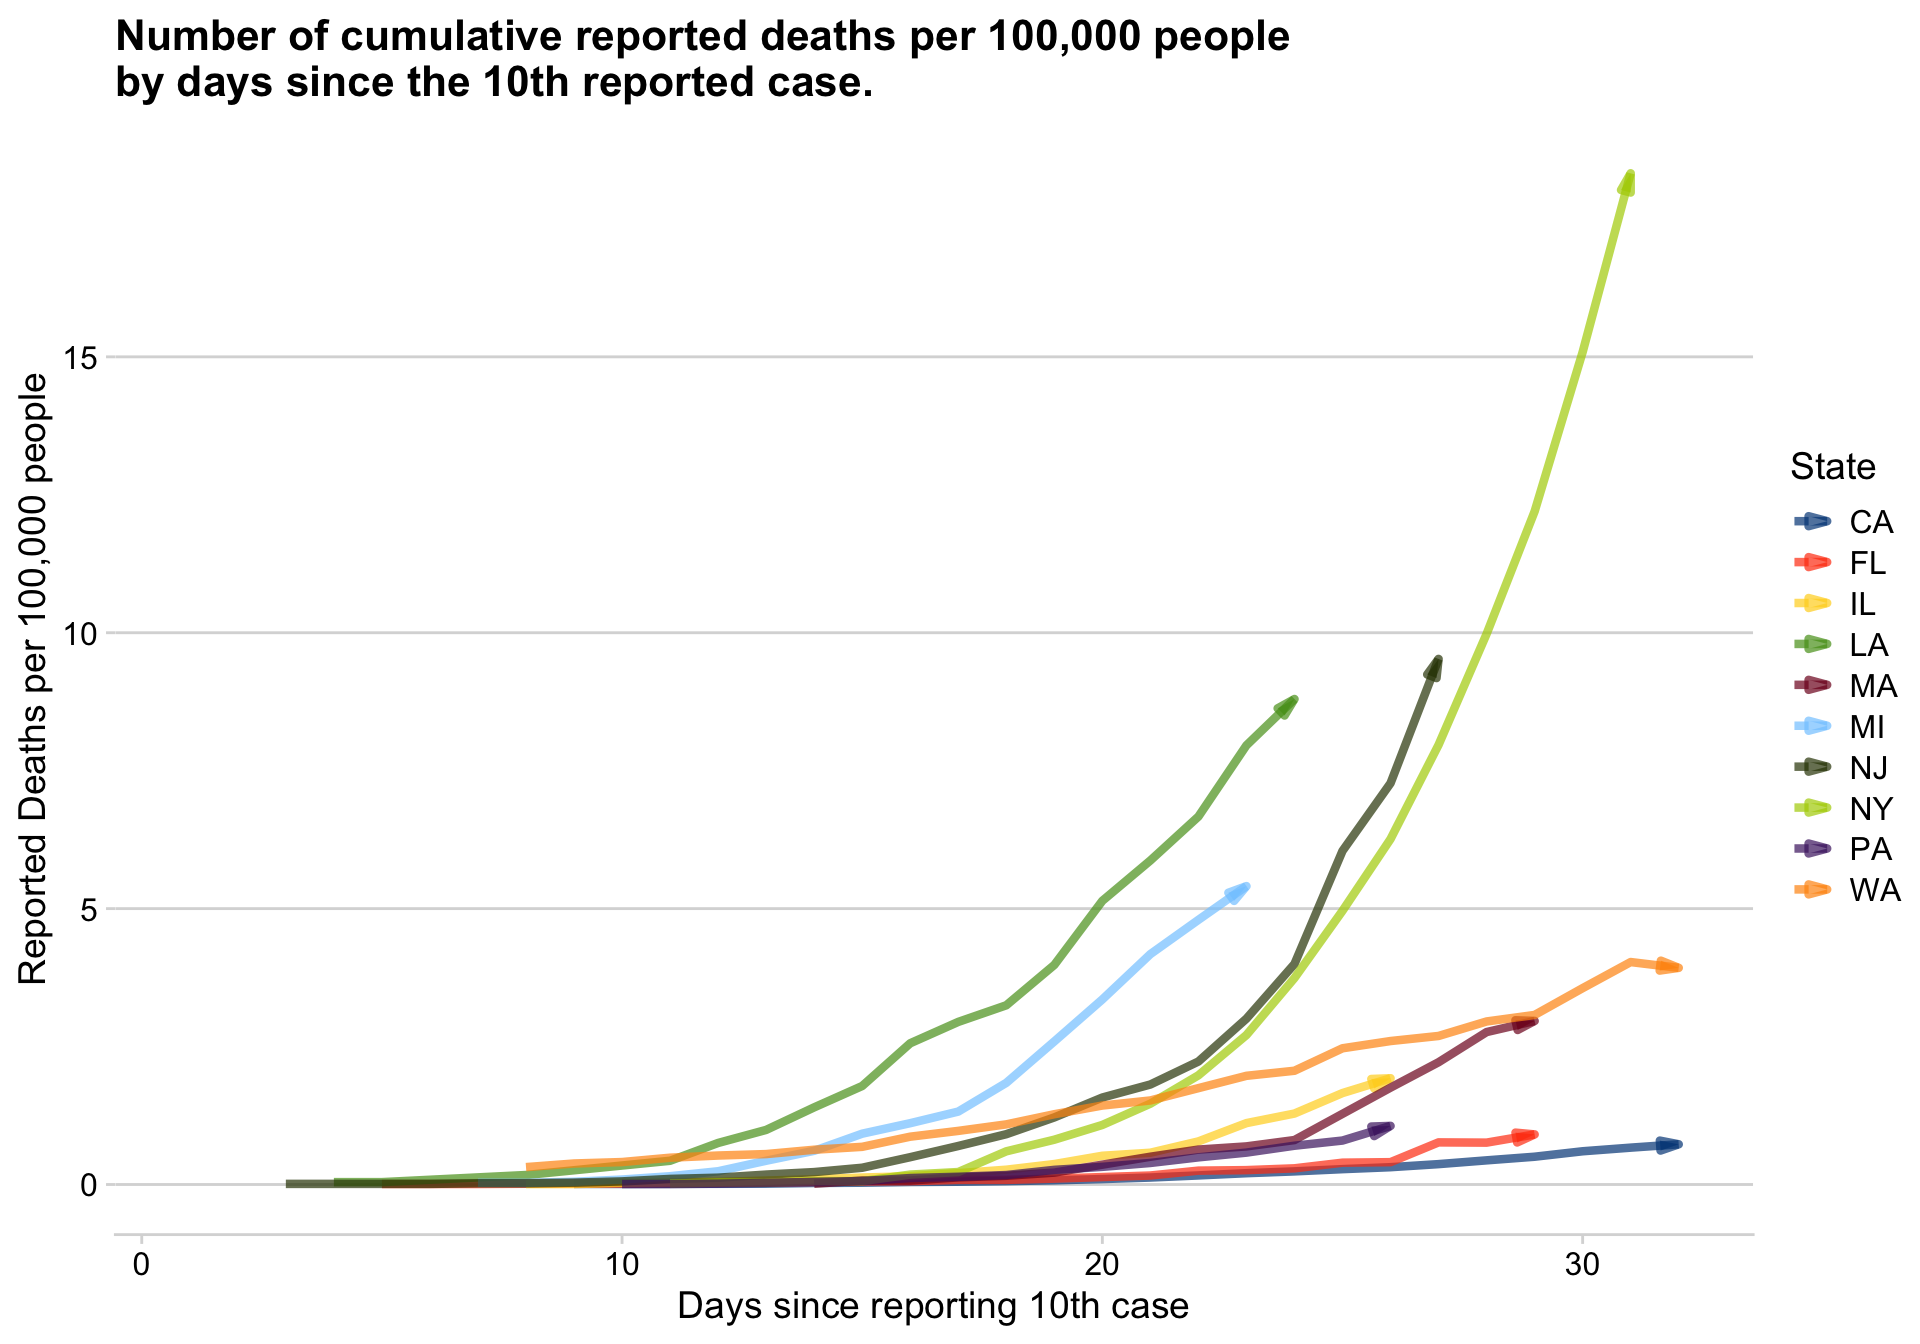 Number of cumulative reported deaths per 100,000 people
by days since the 10th reported case.
Reported Deaths per 100,000 people
15
10
5
0
0
10
20
30
Days since reporting 10th case
State
CA
FL
IL
LA
MA
MI
NJ
NY
PA
WA